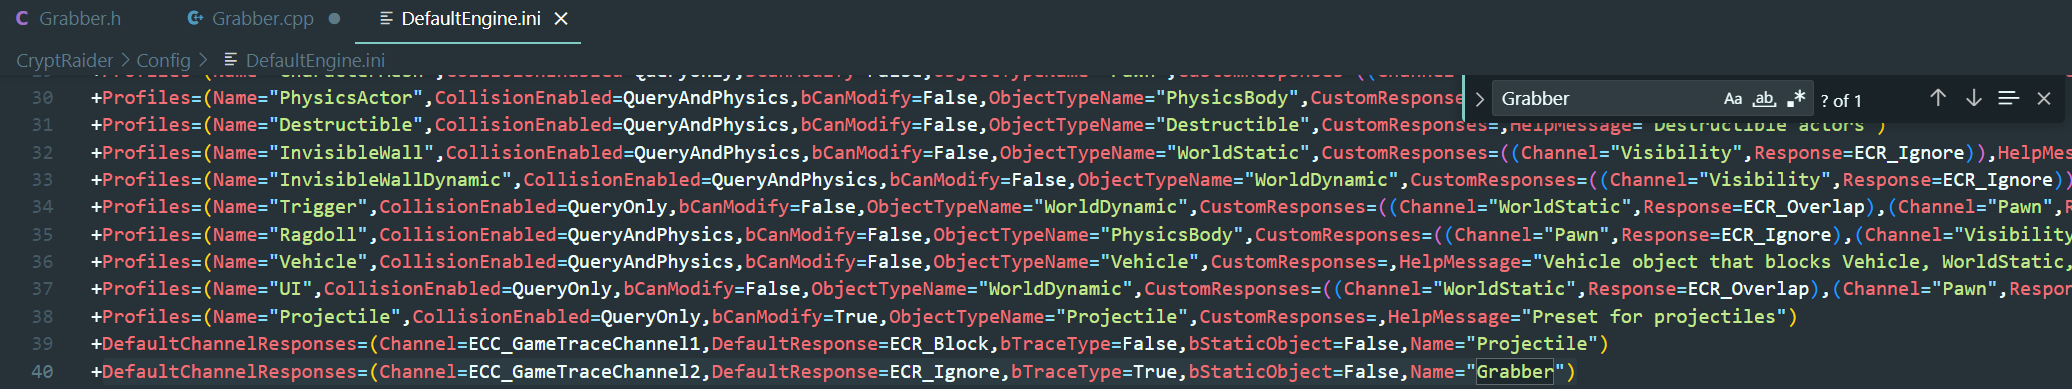 Grabber.h Grabber.cpp DefaultEngine.ini
CryptRaider > Config > DefaultEngine.ini
Grabber Aa ab ? of 1
30 +Profiles=(Name="PhysicsActor",CollisionEnabled=QueryAndPhysics,bCanModify=False,ObjectTypeName="PhysicsBody",CustomResponse
31 +Profiles=(Name="Destructible",CollisionEnabled=QueryAndPhysics,bCanModify=False,ObjectTypeName="Destructible",CustomResponses=,HelpMessage="Destructible actors")
32 +Profiles=(Name="InvisibleWall",CollisionEnabled=QueryAndPhysics,bCanModify=False,ObjectTypeName="WorldStatic",CustomResponses=((Channel="Visibility",Response=ECR_Ignore)),HelpMes
33 +Profiles=(Name="InvisibleWallDynamic",CollisionEnabled=QueryAndPhysics,bCanModify=False,ObjectTypeName="WorldDynamic",CustomResponses=((Channel="Visibility",Response=ECR_Ignore))
34 +Profiles=(Name="Trigger",CollisionEnabled=QueryOnly,bCanModify=False,ObjectTypeName="WorldDynamic",CustomResponses=((Channel="WorldStatic",Response=ECR_Overlap),(Channel="Pawn",R
35 +Profiles=(Name="Ragdoll",CollisionEnabled=QueryAndPhysics,bCanModify=False,ObjectTypeName="PhysicsBody",CustomResponses=((Channel="Pawn",Response=ECR_Ignore),(Channel="Visibility
36 +Profiles=(Name="Vehicle",CollisionEnabled=QueryAndPhysics,bCanModify=False,ObjectTypeName="Vehicle",CustomResponses=,HelpMessage="Vehicle object that blocks Vehicle, WorldStatic,
37 +Profiles=(Name="UI",CollisionEnabled=QueryOnly,bCanModify=False,ObjectTypeName="WorldDynamic",CustomResponses=((Channel="WorldStatic",Response=ECR_Overlap),(Channel="Pawn",Respon
38 +Profiles=(Name="Projectile",CollisionEnabled=QueryOnly,bCanModify=True,ObjectTypeName="Projectile",CustomResponses=,HelpMessage="Preset for projectiles")
39 +DefaultChannelResponses=(Channel=ECC_GameTraceChannel1,DefaultResponse=ECR_Block,bTraceType=False,bStaticObject=False,Name="Projectile")
40 +DefaultChannelResponses=(Channel=ECC_GameTraceChannel2,DefaultResponse=ECR_Ignore,bTraceType=True,bStaticObject=False,Name="Grabber")